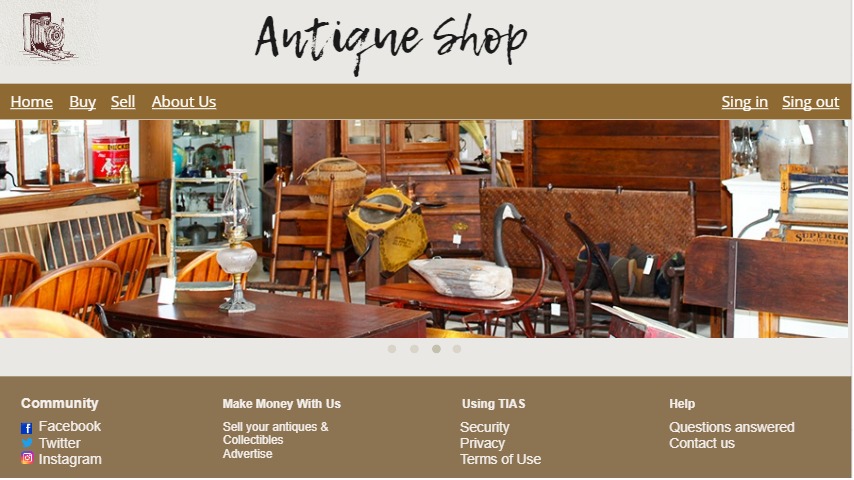 Antique Shop
Home Buy Sell About Us Sing in Sing out
SUPERIOR
Community Make Money With Us Using TIAS Help
Facebook Sell your antiques & Security Questions answered
Twitter Collectibles Privacy Contact us
Instagram Advertise Terms of Use